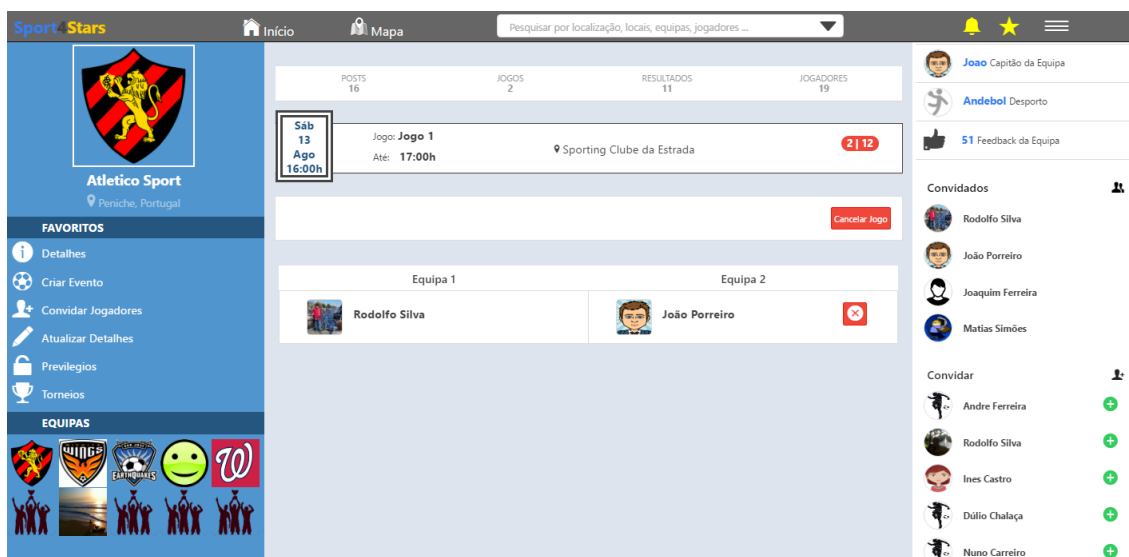 Sport4Stars
Início
Mapa
Pesquisar por localização, locais, equipas, jogadores ...
Atletico Sport
Peniche, Portugal
FAVORITOS
Detalhes
Criar Evento
Convidar Jogadores
Atualizar Detalhes
Previlegios
Torneios
EQUIPAS
WINGS
EARTHQUAKES
W
POSTS
16
JOGOS
2
RESULTADOS
11
JOGADORES
19
Sáb
13
Ago
16:00h
Jogo: Jogo 1
Até: 17:00h
Sporting Clube da Estrada
2 | 12
Cancelar Jogo
Equipa 1
Equipa 2
Rodolfo Silva
João Porreiro
Joao Capitão da Equipa
Andebol Desporto
51 Feedback da Equipa
Convidados
Rodolfo Silva
João Porreiro
Joaquim Ferreira
Matias Simões
Convidar
Andre Ferreira
Rodolfo Silva
Ines Castro
Dúlio Chalaça
Nuno Carreiro